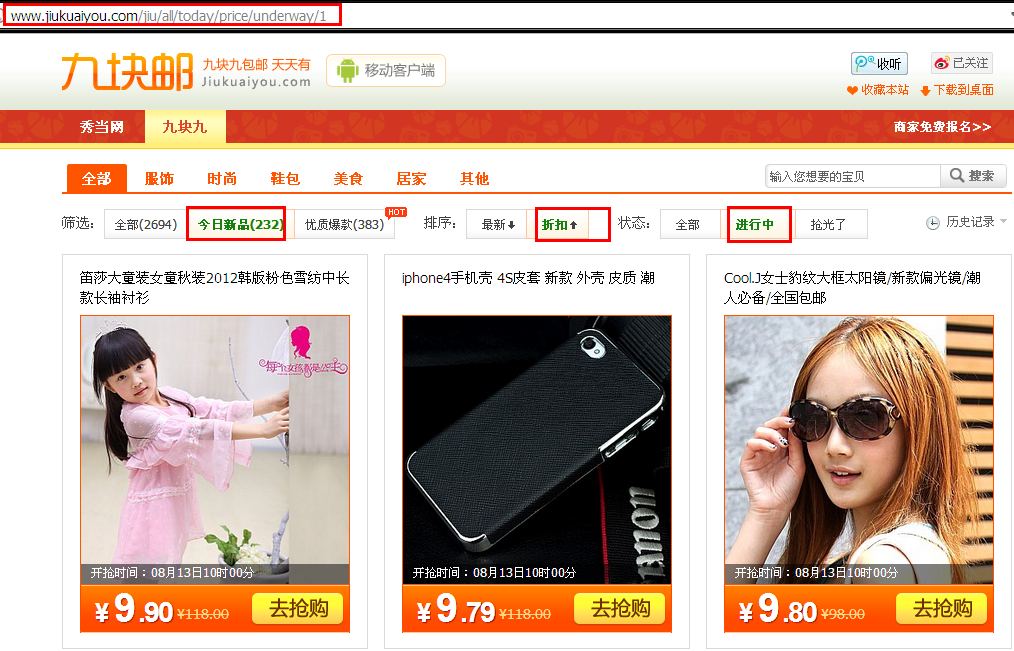 www.jiukuaiyou.com/jiu/all/today/price/underway/1
九块邮
九块九包邮 天天有
Jiukuaiyou.com
移动客户端
收听
已关注
收藏本站
下载到桌面
秀当网
九块九
商家免费报名>>
全部
服饰
时尚
鞋包
美食
居家
其他
输入您想要的宝贝
搜索
筛选：
全部(2694)
今日新品(232)
优质爆款(383)
HOT
排序：
最新↓
折扣↑
状态：
全部
进行中
抢光了
历史记录
笛莎大童装女童秋装2012韩版粉色雪纺中长
款长袖衬衫
每个女孩都是公主
开抢时间：08月13日10时00分
¥ 9.90 ¥118.00
去抢购
iphone4手机壳 4S皮套 新款 外壳 皮质 潮
开抢时间：08月13日10时00分
¥ 9.79 ¥118.00
去抢购
Cool.J女士豹纹大框太阳镜/新款偏光镜/潮
人必备/全国包邮
开抢时间：08月13日10时00分
¥ 9.80 ¥98.00
去抢购